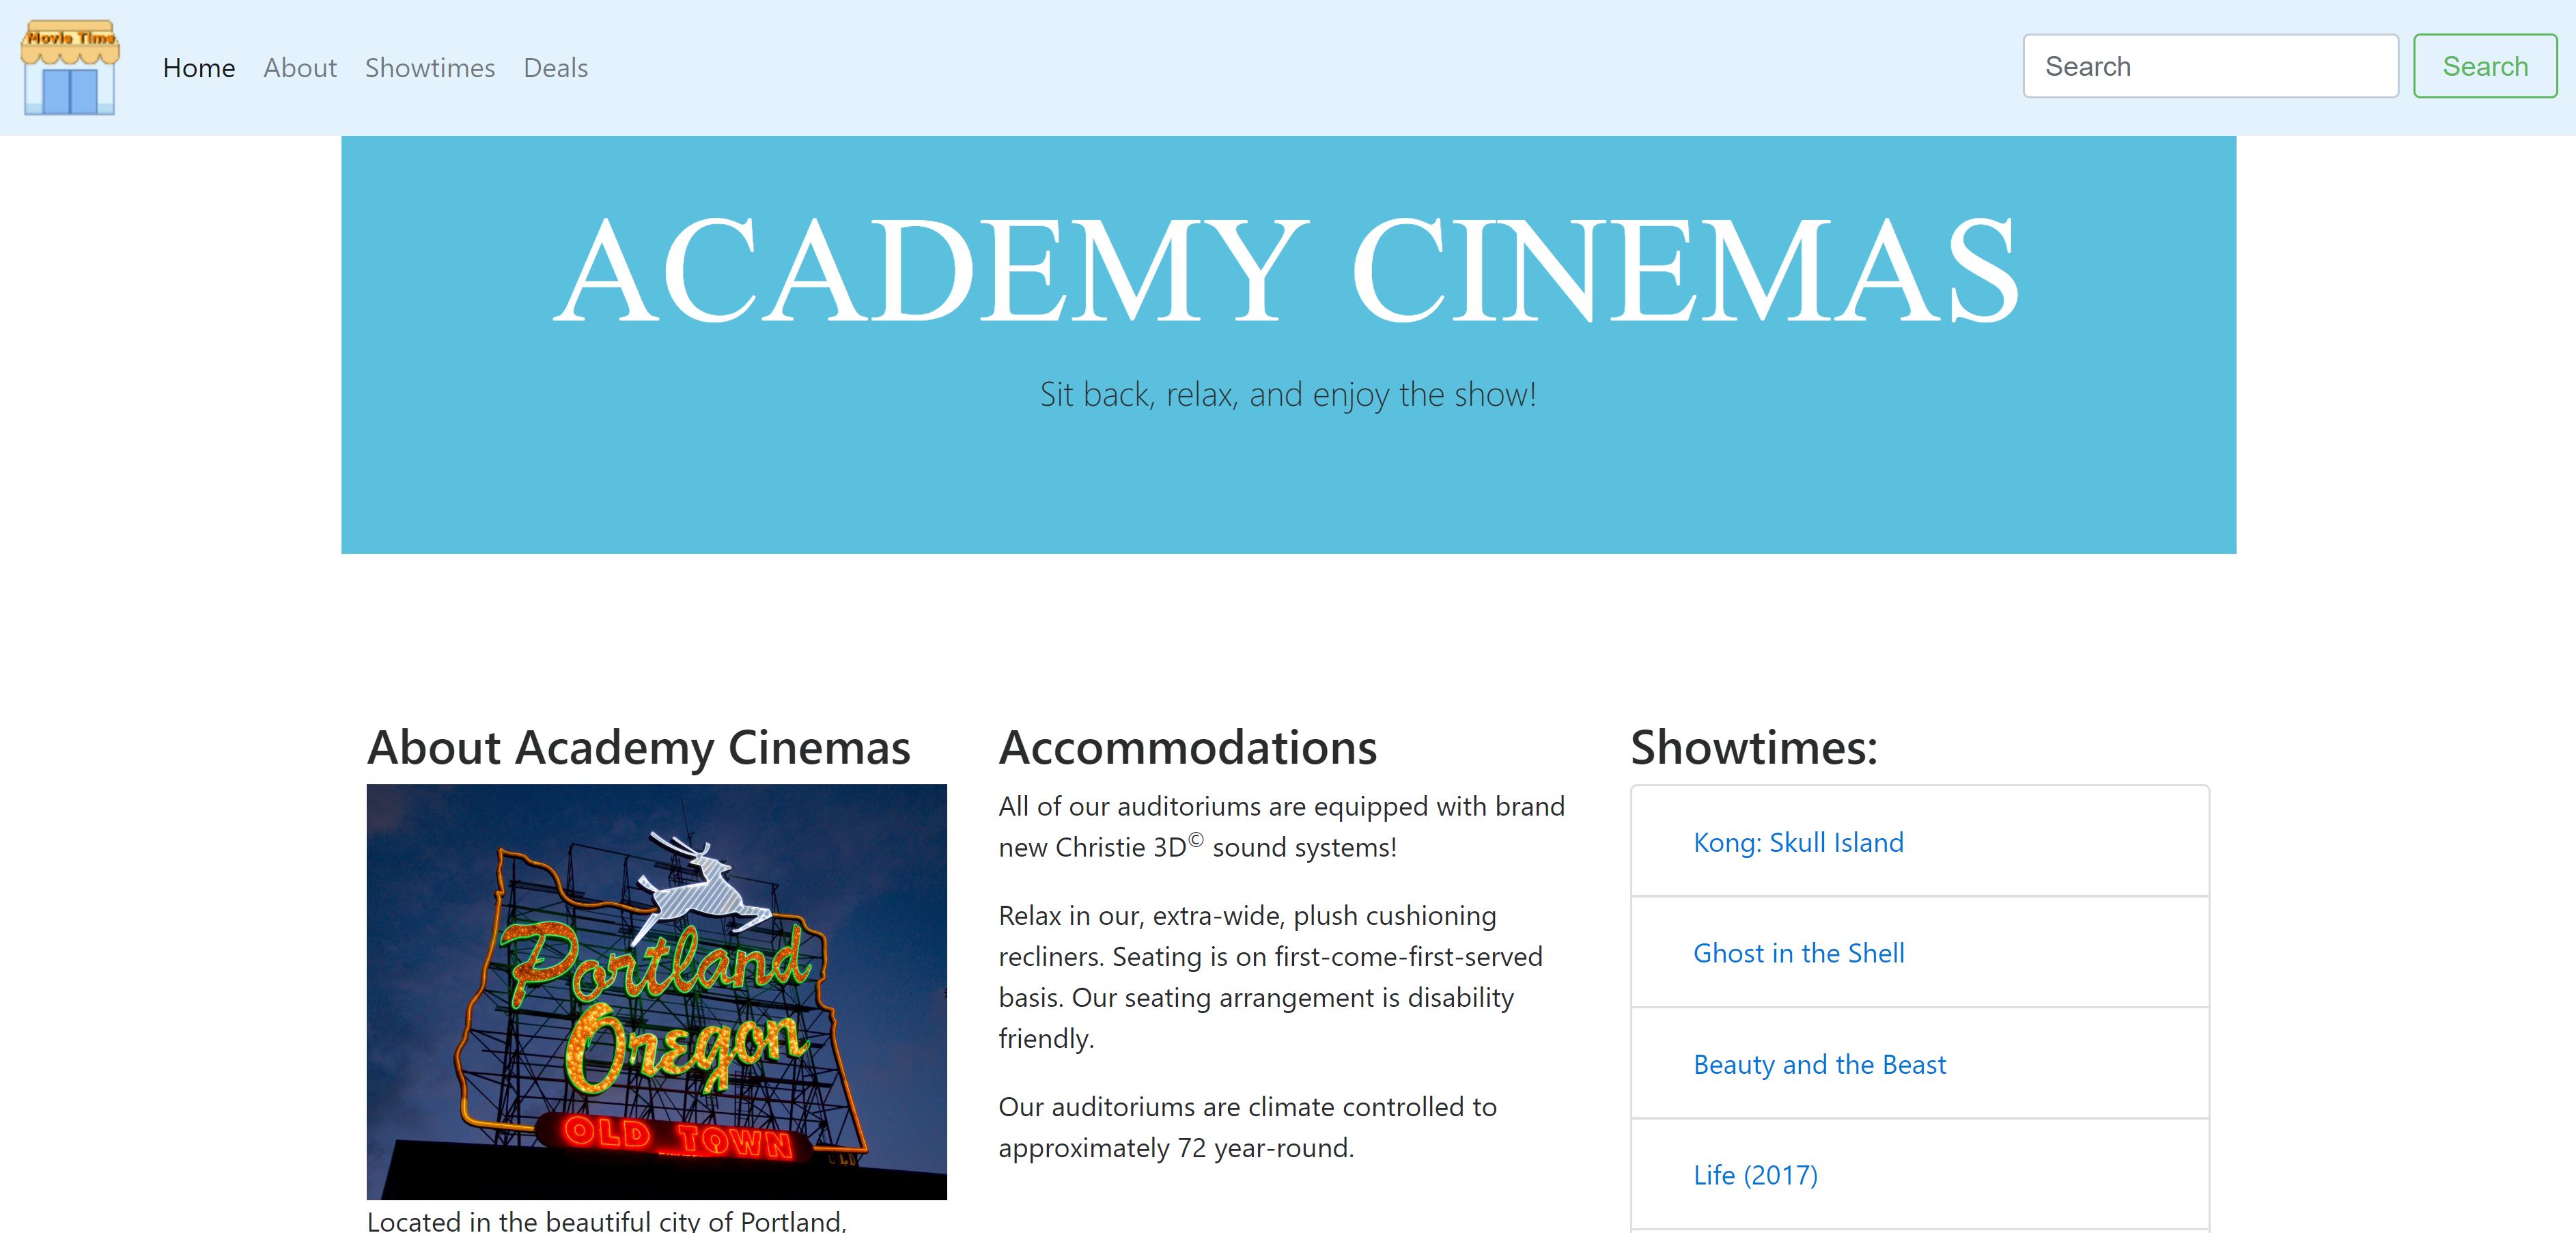 Movie Time
Home About Showtimes Deals
Search Search
ACADEMY CINEMAS
Sit back, relax, and enjoy the show!
About Academy Cinemas
Portland
Oregon
OLD TOWN
Located in the beautiful city of Portland,
Accommodations
All of our auditoriums are equipped with brand
new Christie 3D© sound systems!
Relax in our, extra-wide, plush cushioning
recliners. Seating is on first-come-first-served
basis. Our seating arrangement is disability
friendly.
Our auditoriums are climate controlled to
approximately 72 year-round.
Showtimes:
Kong: Skull Island
Ghost in the Shell
Beauty and the Beast
Life (2017)